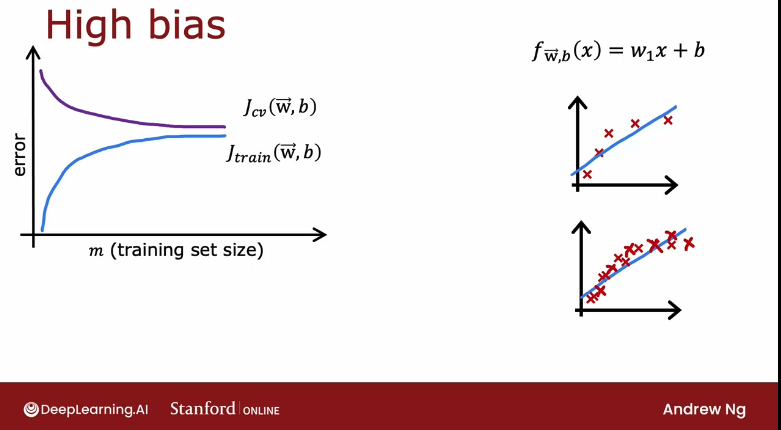 High bias
f_{\vec{w},b}(x) = w_1x + b
J_{cv}(\vec{w}, b)
J_{train}(\vec{w}, b)
error
m (training set size)
DeepLearning.AI
Stanford ONLINE
Andrew Ng